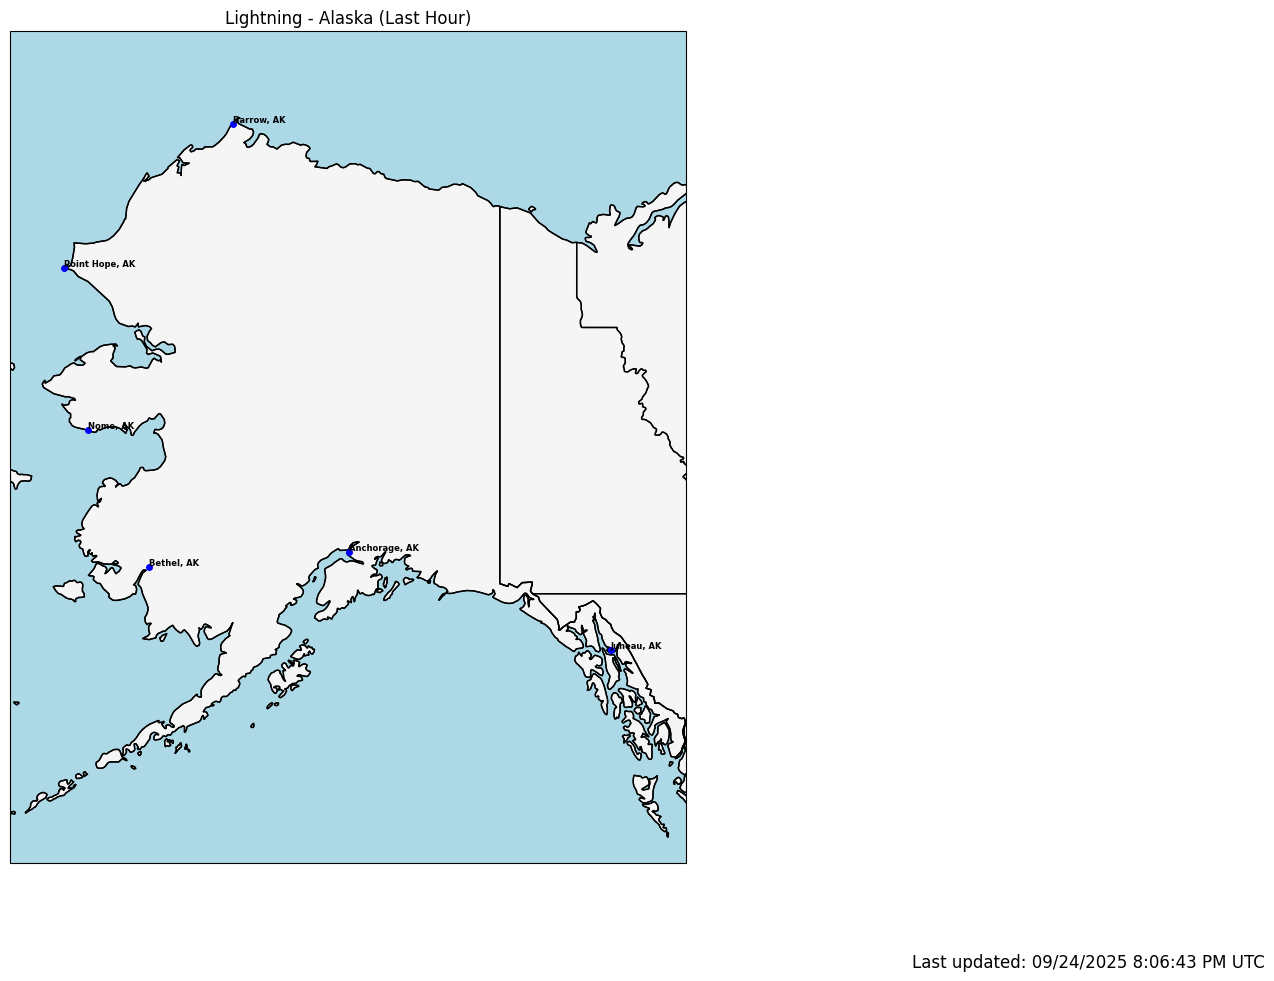 Lightning - Alaska (Last Hour)
Barrow, AK
Point Hope, AK
Nome, AK
Anchorage, AK
Bethel, AK
Juneau, AK
Last updated: 09/24/2025 8:06:43 PM UTC